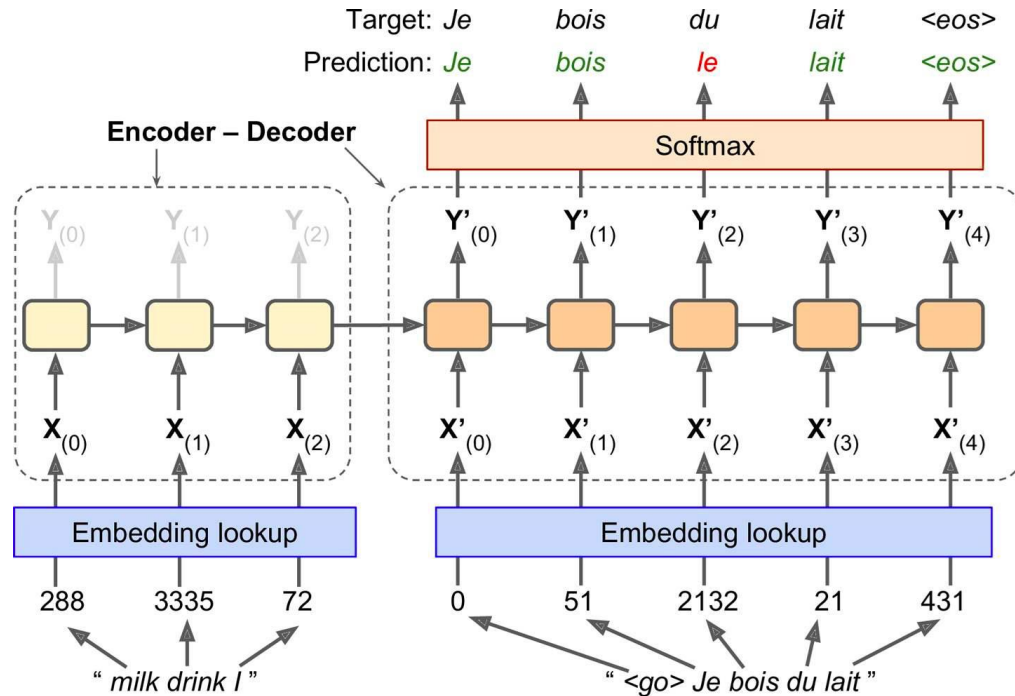 Target: Je bois du lait <eos>
Prediction: Je bois le lait <eos>
Encoder – Decoder
Softmax
Y(0) Y(1) Y(2) Y’(0) Y’(1) Y’(2) Y’(3) Y’(4)
X(0) X(1) X(2) X’(0) X’(1) X’(2) X’(3) X’(4)
Embedding lookup Embedding lookup
288 3335 72 0 51 2132 21 431
“ milk drink I ” “ <go> Je bois du lait ”